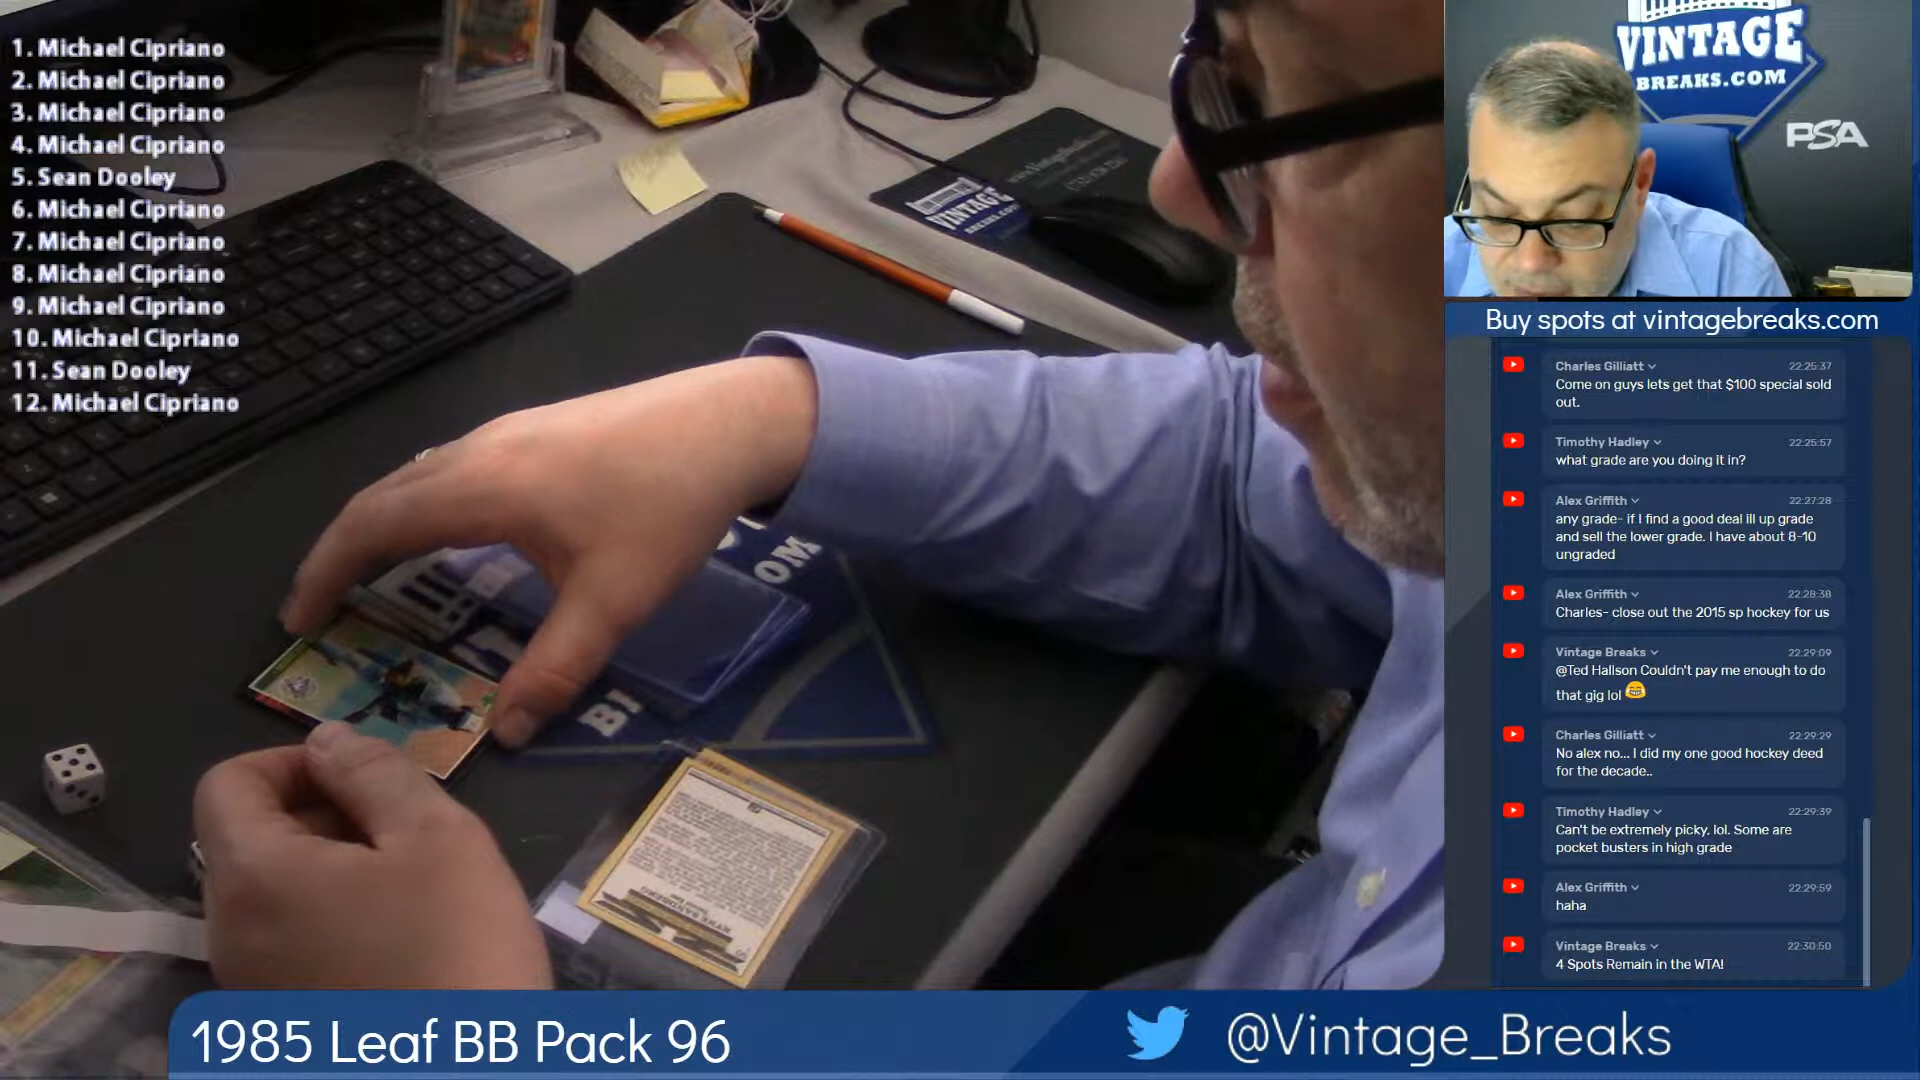 1. Michael Cipriano
2. Michael Cipriano
3. Michael Cipriano
4. Michael Cipriano
5. Sean Dooley
6. Michael Cipriano
7. Michael Cipriano
8. Michael Cipriano
9. Michael Cipriano
10. Michael Cipriano
11. Sean Dooley
12. Michael Cipriano
VINTAGE
BREAKS.COM
PSA
VINTAGE
BREAKS.COM
OM
BI
Buy spots at vintagebreaks.com
Charles Gilliatt 22:25:37
Come on guys lets get that $100 special sold
out.
Timothy Hadley 22:25:57
what grade are you doing it in?
Alex Griffith 22:27:28
any grade- if I find a good deal ill up grade
and sell the lower grade. I have about 8-10
ungraded
Alex Griffith 22:28:38
Charles- close out the 2015 sp hockey for us
Vintage Breaks 22:29:09
@Ted Hallson Couldn't pay me enough to do
that gig lol 😂
Charles Gilliatt 22:29:29
No alex no... I did my one good hockey deed
for the decade..
Timothy Hadley 22:29:39
Can't be extremely picky, lol. Some are
pocket busters in high grade
Alex Griffith 22:29:59
haha
Vintage Breaks 22:30:50
4 Spots Remain in the WTA!
1985 Leaf BB Pack 96
@Vintage_Breaks